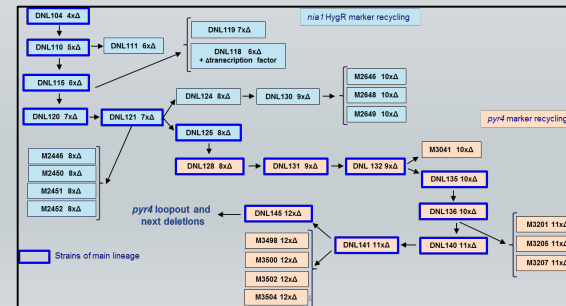 DNL104 4xΔ
nia1 HygR marker recycling
DNL110 5xΔ
DNL111 6xΔ
DNL119 7xΔ
DNL118 6xΔ
+ Δtranscription factor
DNL115 6xΔ
DNL120 7xΔ
DNL121 7xΔ
DNL124 8xΔ
DNL130 9xΔ
M2646 10xΔ
M2648 10xΔ
M2649 10xΔ
pyr4 marker recycling
DNL125 8xΔ
DNL128 8xΔ
DNL131 9xΔ
DNL 132 9xΔ
M3041 10xΔ
DNL135 10xΔ
M2446 8xΔ
M2450 8xΔ
M2451 8xΔ
M2452 8xΔ
DNL136 10xΔ
pyr4 loopout and
next deletions
DNL145 12xΔ
DNL141 11xΔ
DNL140 11xΔ
M3201 11xΔ
M3205 11xΔ
M3207 11xΔ
M3498 12xΔ
M3500 12xΔ
M3502 12xΔ
M3504 12xΔ
Strains of main lineage